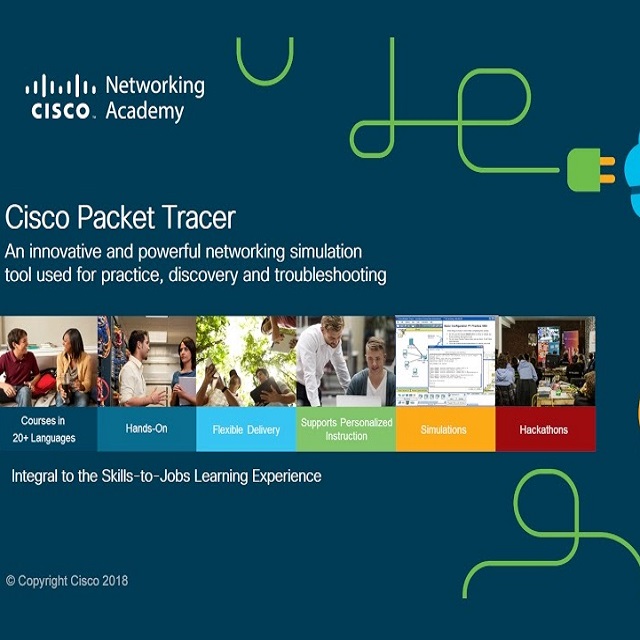 Networking
CISCO Academy
Cisco Packet Tracer
An innovative and powerful networking simulation
tool used for practice, discovery and troubleshooting
Courses in
20+ Languages
Hands-On
Flexible Delivery
Supports Personalized
Instruction
Simulations
Hackathons
Integral to the Skills-to-Jobs Learning Experience
© Copyright Cisco 2018